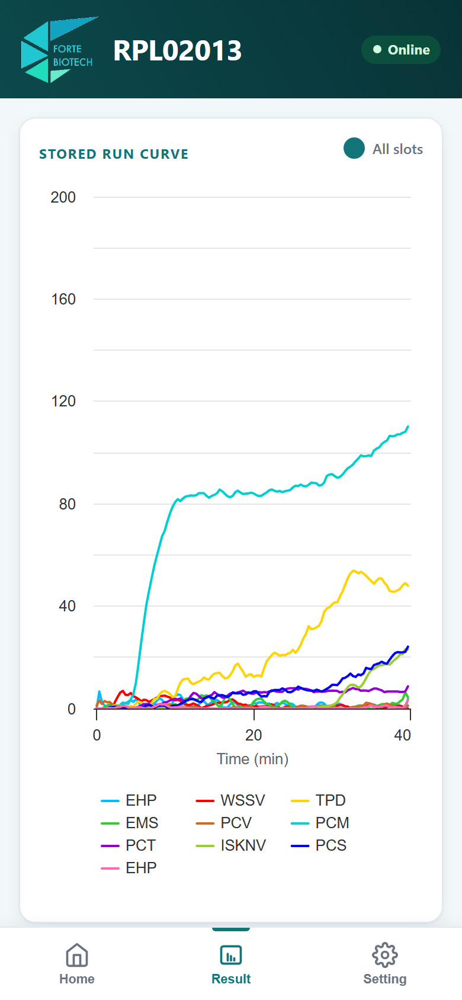 FORTE
BIOTECH
RPL02013
Online
STORED RUN CURVE
All slots
200
160
120
80
40
0
0 20 40
Time (min)
EHP WSSV TPD
EMS PCV PCM
PCT ISKNV PCS
EHP
Home Result Setting